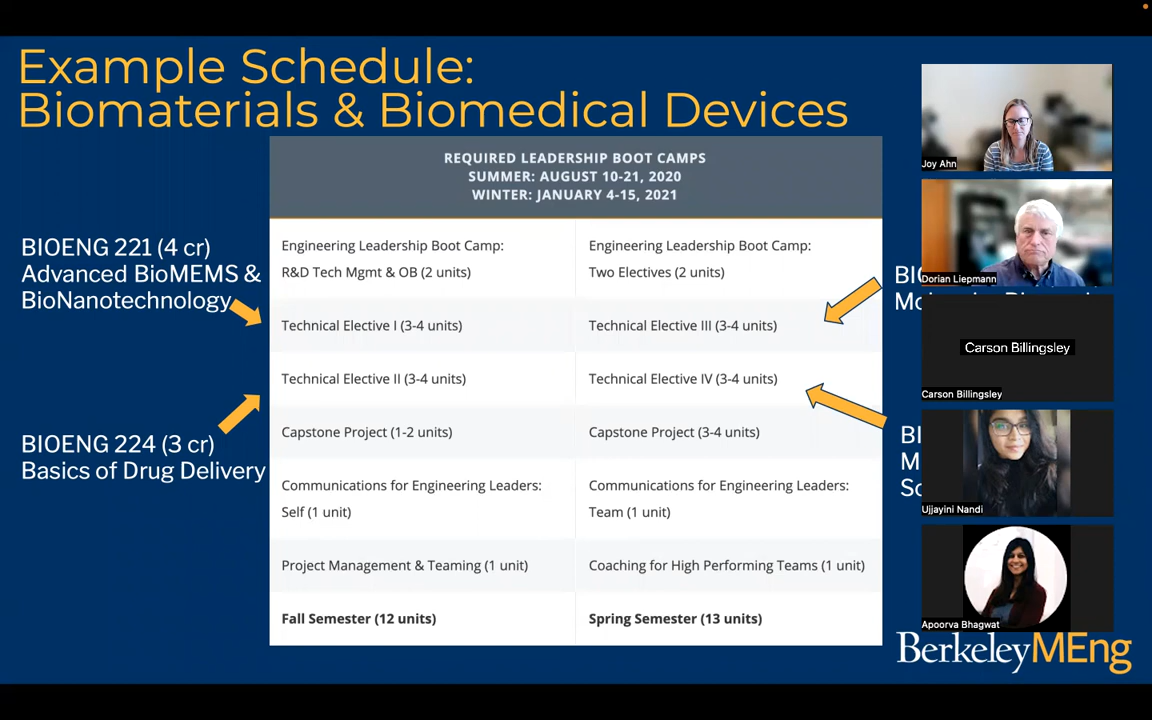 Example Schedule:
Biomaterials & Biomedical Devices
REQUIRED LEADERSHIP BOOT CAMPS
SUMMER: AUGUST 10-21, 2020
WINTER: JANUARY 4-15, 2021
BIOENG 221 (4 cr)
Advanced BioMEMS &
BioNanotechnology
BIOENG 224 (3 cr)
Basics of Drug Delivery
Engineering Leadership Boot Camp:
R&D Tech Mgmt & OB (2 units)
Engineering Leadership Boot Camp:
Two Electives (2 units)
Technical Elective I (3-4 units)
Technical Elective III (3-4 units)
Technical Elective II (3-4 units)
Technical Elective IV (3-4 units)
Capstone Project (1-2 units)
Capstone Project (3-4 units)
Communications for Engineering Leaders:
Self (1 unit)
Communications for Engineering Leaders:
Team (1 unit)
Project Management & Teaming (1 unit)
Coaching for High Performing Teams (1 unit)
Fall Semester (12 units)
Spring Semester (13 units)
Joy Ahn
Dorian Liepmann
Carson Billingsley
Carson Billingsley
Ujjayini Nandi
Apoorva Bhagwat
BerkeleyMEng